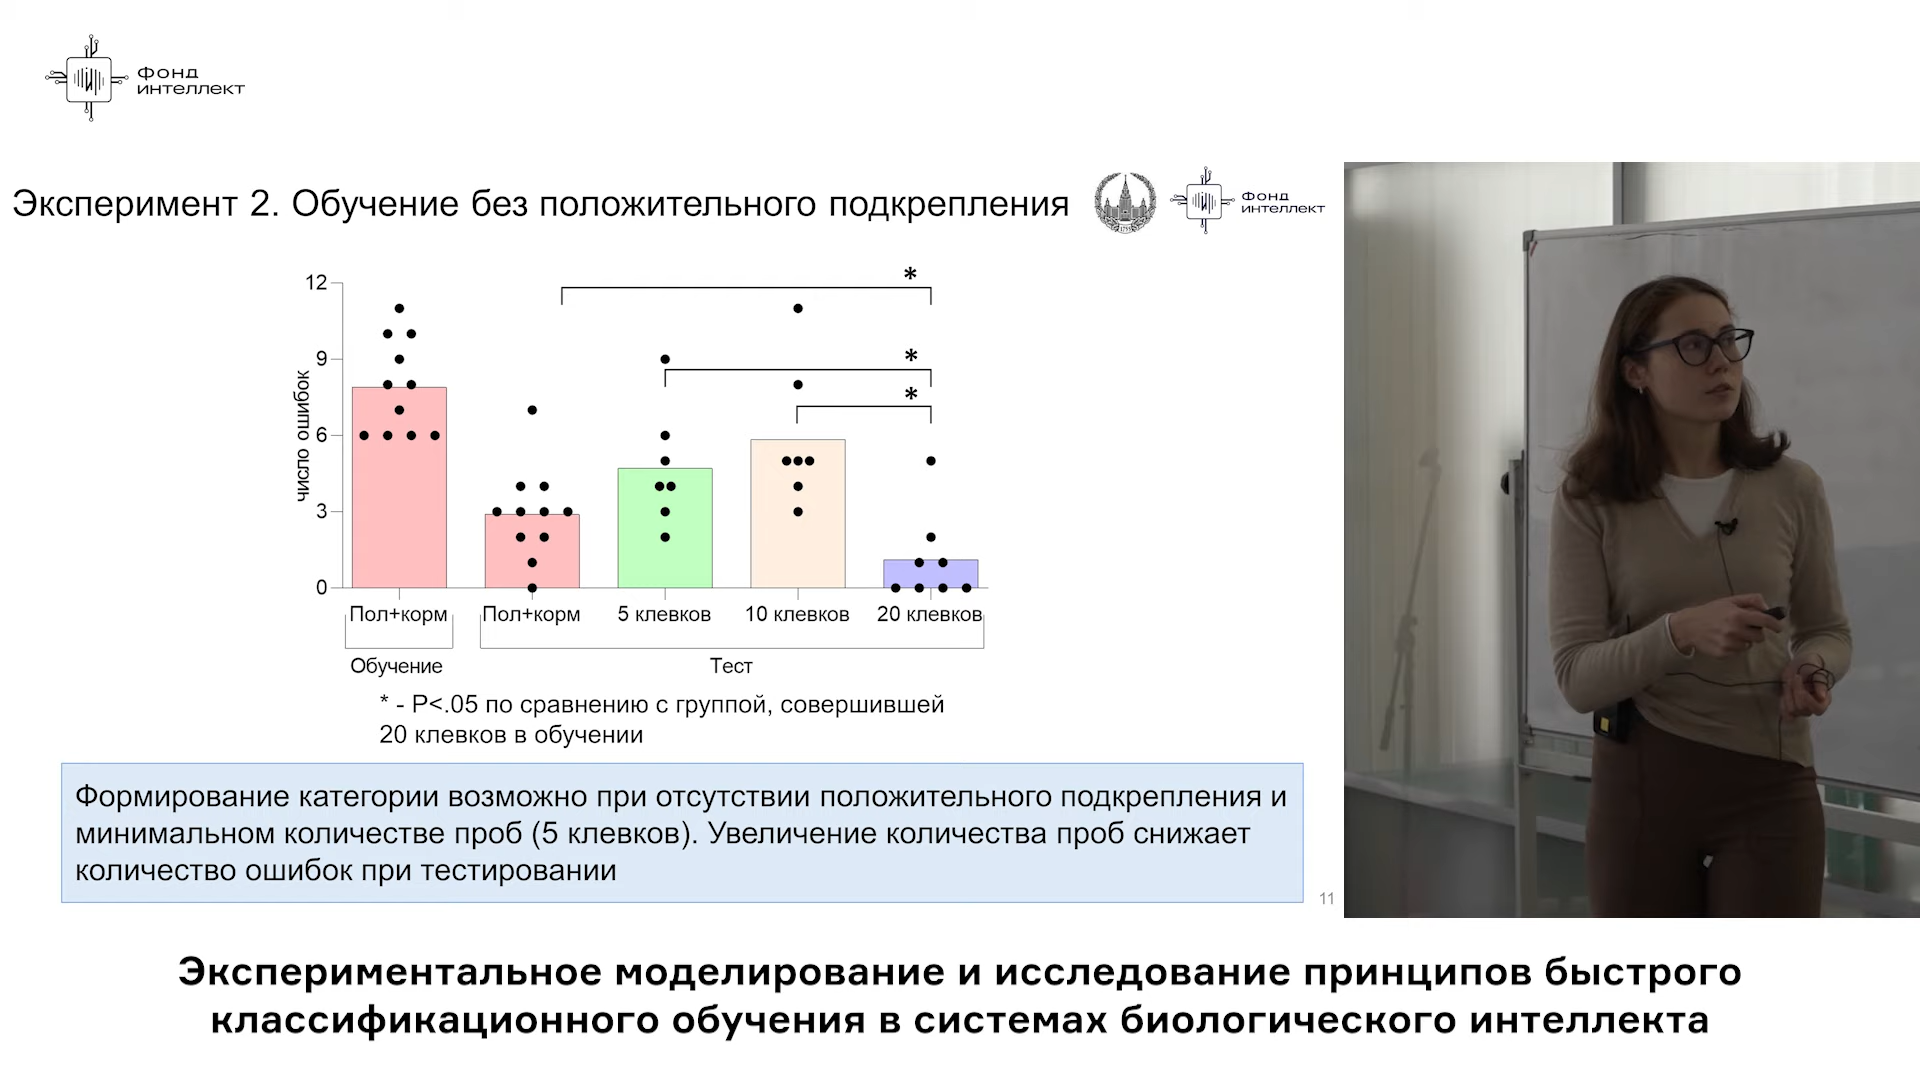 Фонд
интеллект
Эксперимент 2. Обучение без положительного подкрепления
Фонд
интеллект
число ошибок
12
9
6
3
0
*
*
*
Пол+корм Пол+корм 5 клевков 10 клевков 20 клевков
Обучение Тест
* - P<.05 по сравнению с группой, совершившей
20 клевков в обучении
Формирование категории возможно при отсутствии положительного подкрепления и
минимальном количестве проб (5 клевков). Увеличение количества проб снижает
количество ошибок при тестировании
11
Экспериментальное моделирование и исследование принципов быстрого
классификационного обучения в системах биологического интеллекта